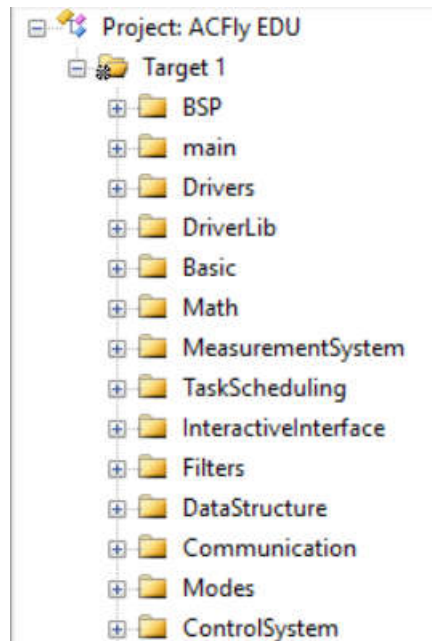 Project: ACFly EDU
Target 1
BSP
main
Drivers
DriverLib
Basic
Math
MeasurementSystem
TaskScheduling
InteractiveInterface
Filters
DataStructure
Communication
Modes
ControlSystem